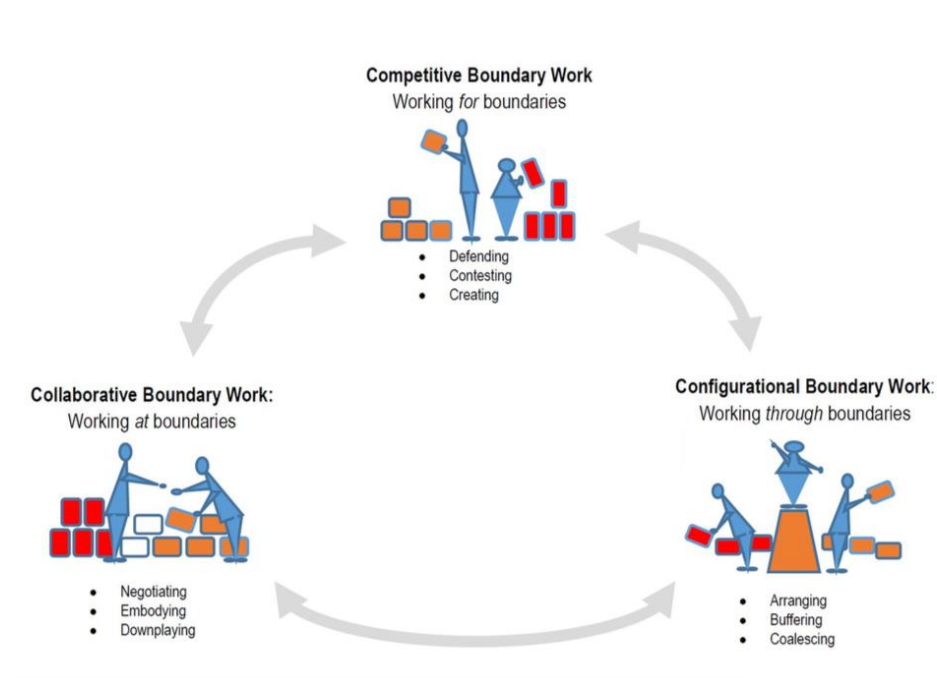 Competitive Boundary Work
Working for boundaries
• Defending
• Contesting
• Creating
Collaborative Boundary Work:
Working at boundaries
• Negotiating
• Embodying
• Downplaying
Configurational Boundary Work:
Working through boundaries
• Arranging
• Buffering
• Coalescing